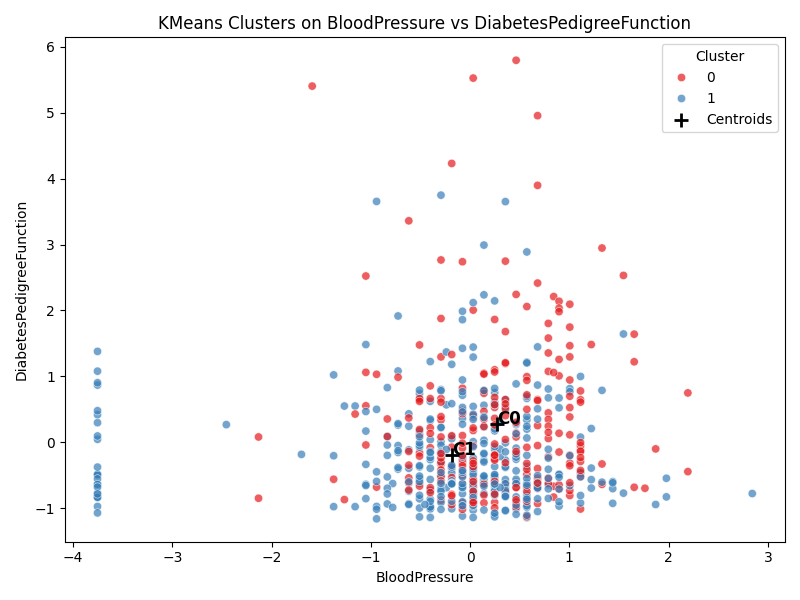 KMeans Clusters on BloodPressure vs DiabetesPedigreeFunction
Cluster
0
1
Centroids
6
5
4
3
2
1
0
−1
DiabetesPedigreeFunction
C0
C1
−4 −3 −2 −1 0 1 2 3
BloodPressure